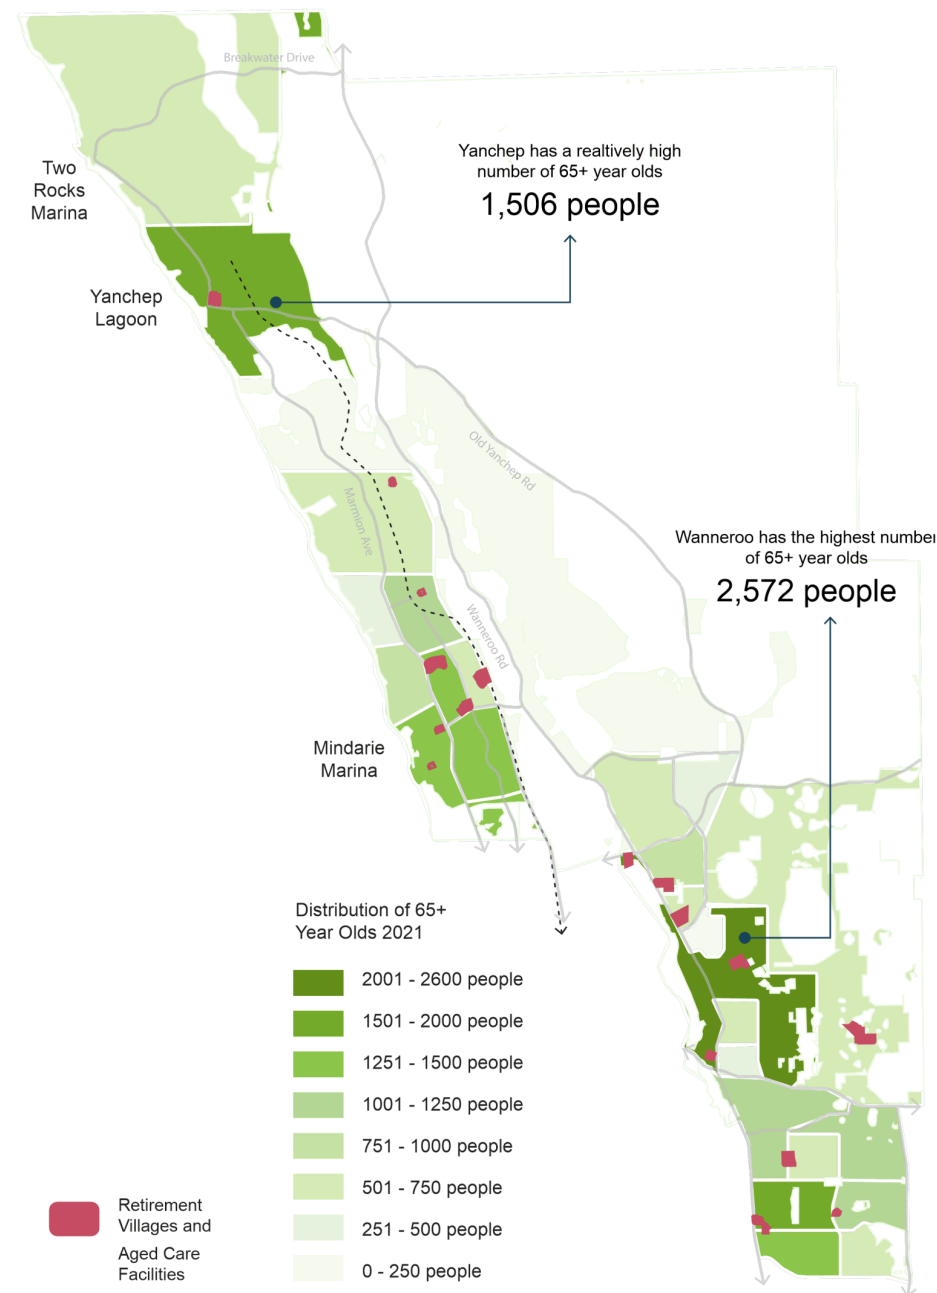 Breakwater Drive
Two
Rocks
Marina
Yanchep has a realtively high
number of 65+ year olds
1,506 people
Yanchep
Lagoon
Old Yanchep Rd
Marmion Ave
Wanneroo has the highest number
of 65+ year olds
2,572 people
Wanneroo Rd
Mindarie
Marina
Distribution of 65+
Year Olds 2021
2001 - 2600 people
1501 - 2000 people
1251 - 1500 people
1001 - 1250 people
751 - 1000 people
501 - 750 people
251 - 500 people
0 - 250 people
Retirement
Villages and
Aged Care
Facilities